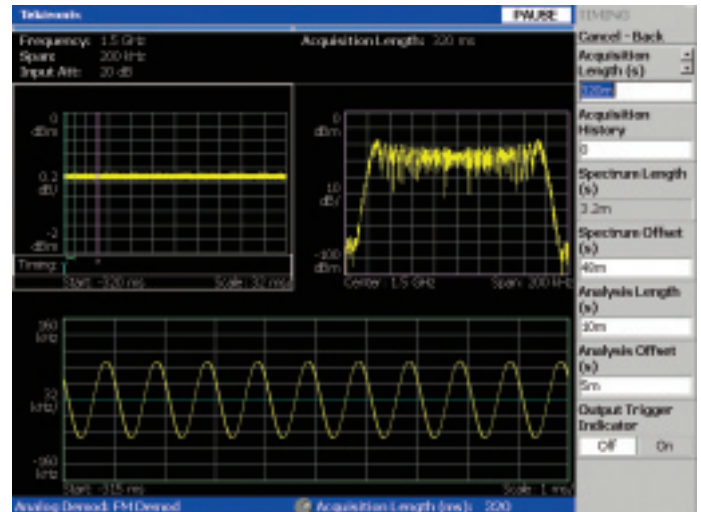 Tektronix PAUSE TIMING
Frequency: 1.5 GHz Acquisition Length: 320 ms
Span: 200 kHz
Input Att: 20 dB
Cancel - Back
Acquisition Length (s)
320m
Acquisition History
0
Spectrum Length (s)
3.2m
Spectrum Offset (s)
40m
Analysis Length (s)
10m
Analysis Offset (s)
5m
Output Trigger Indicator
Off On
0
dBm
0.2
dB/
-2
dBm
Timing:
Start: -320 ms Scale: 32 ms/
0
dBm
10
dB/
-100
dBm
Center: 1.5 GHz Span: 200 kHz
160
kHz
32
kHz/
-160
kHz
Start: -315 ms Scale: 1 ms/
Analog Demod: FM Demod Acquisition Length (ms): 320